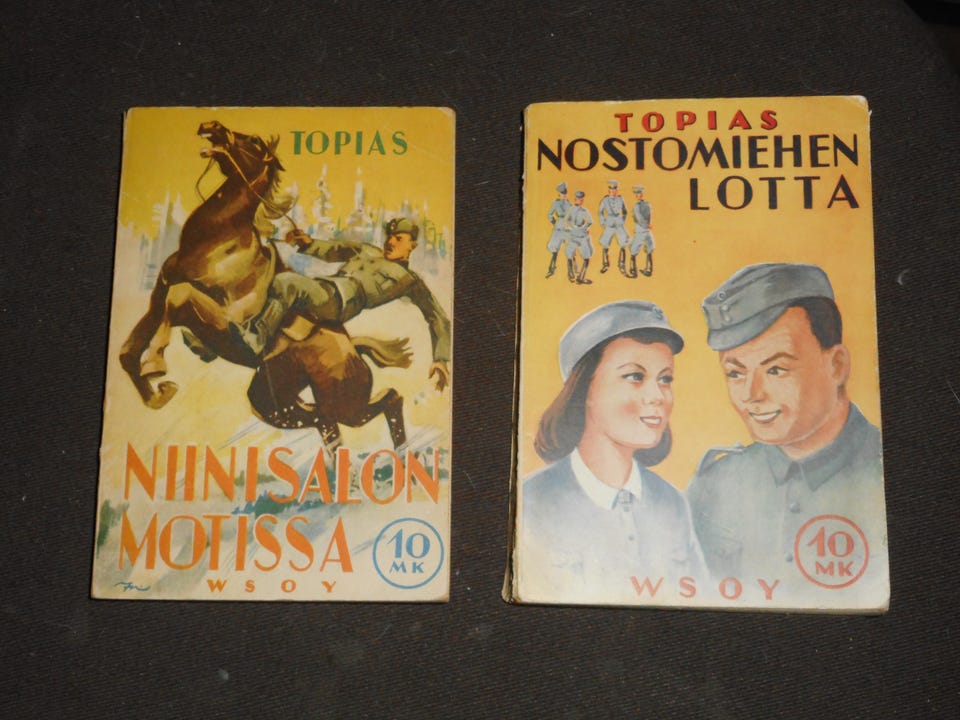 TOPIAS
NIINISALON
MOTISSA
10
MK
WSOY
TOPIAS
NOSTOMIEHEN
LOTTA
10
MK
WSOY